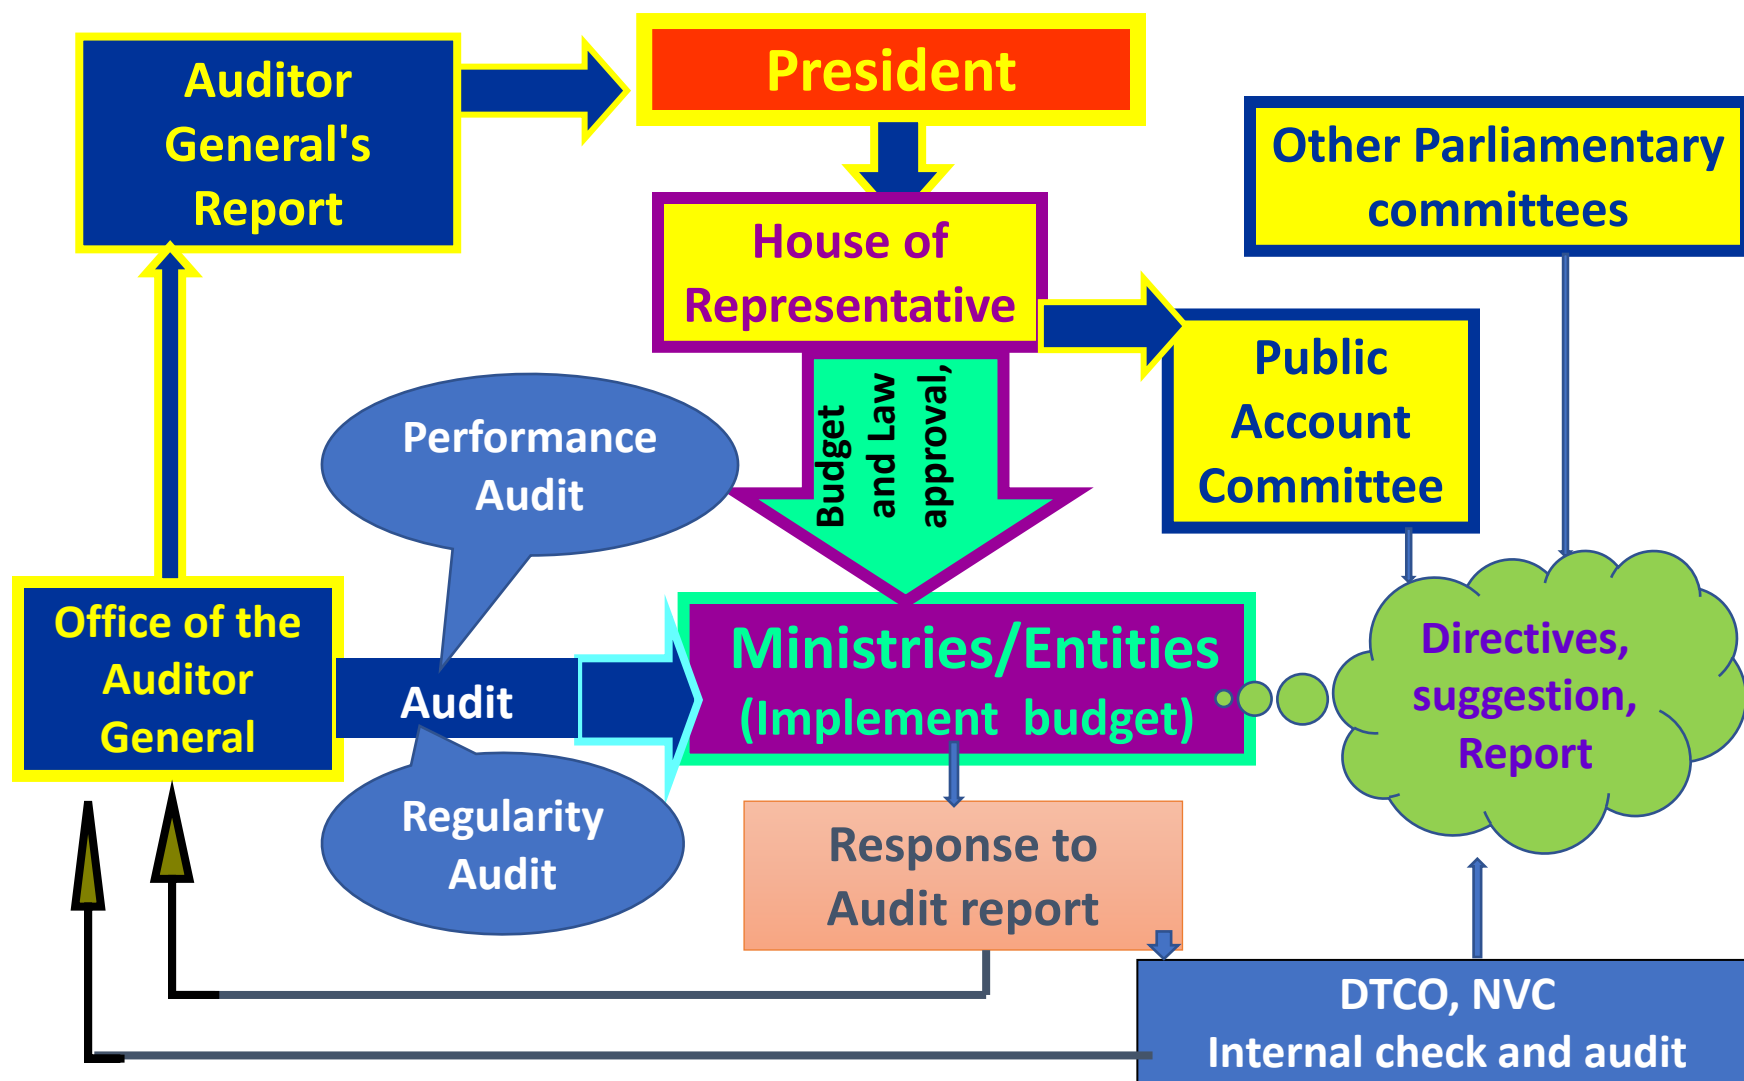 Auditor
General's
Report
President
Other Parliamentary
committees
House of
Representative
Public
Account
Committee
Budget
and Law
approval,
Performance
Audit
Office of the
Auditor
General
Audit
Ministries/Entities
(Implement budget)
Directives,
suggestion,
Report
Regularity
Audit
Response to
Audit report
DTCO, NVC
Internal check and audit